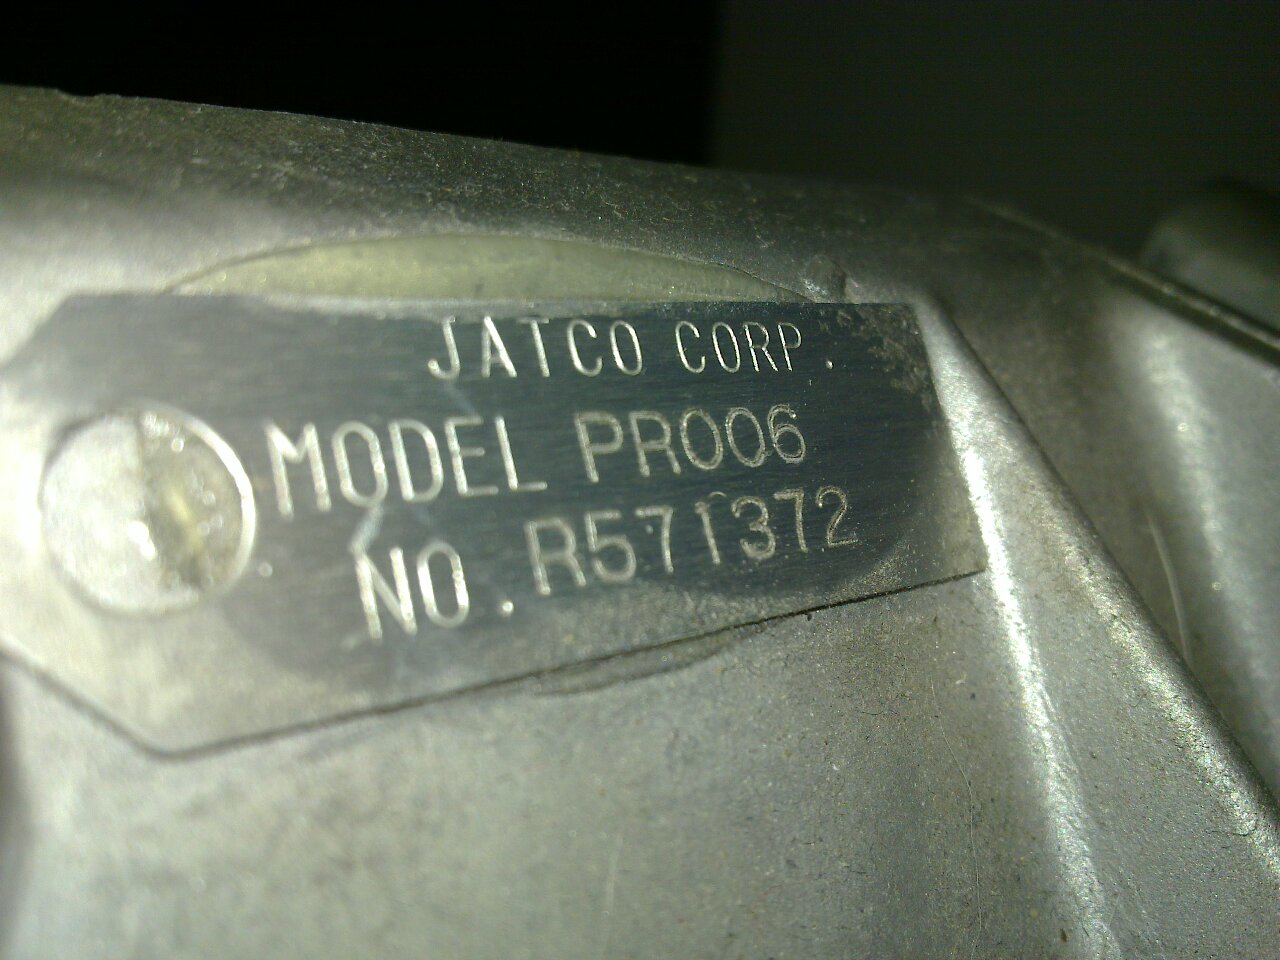 JATCO CORP.
MODEL PR006
NO. R571372